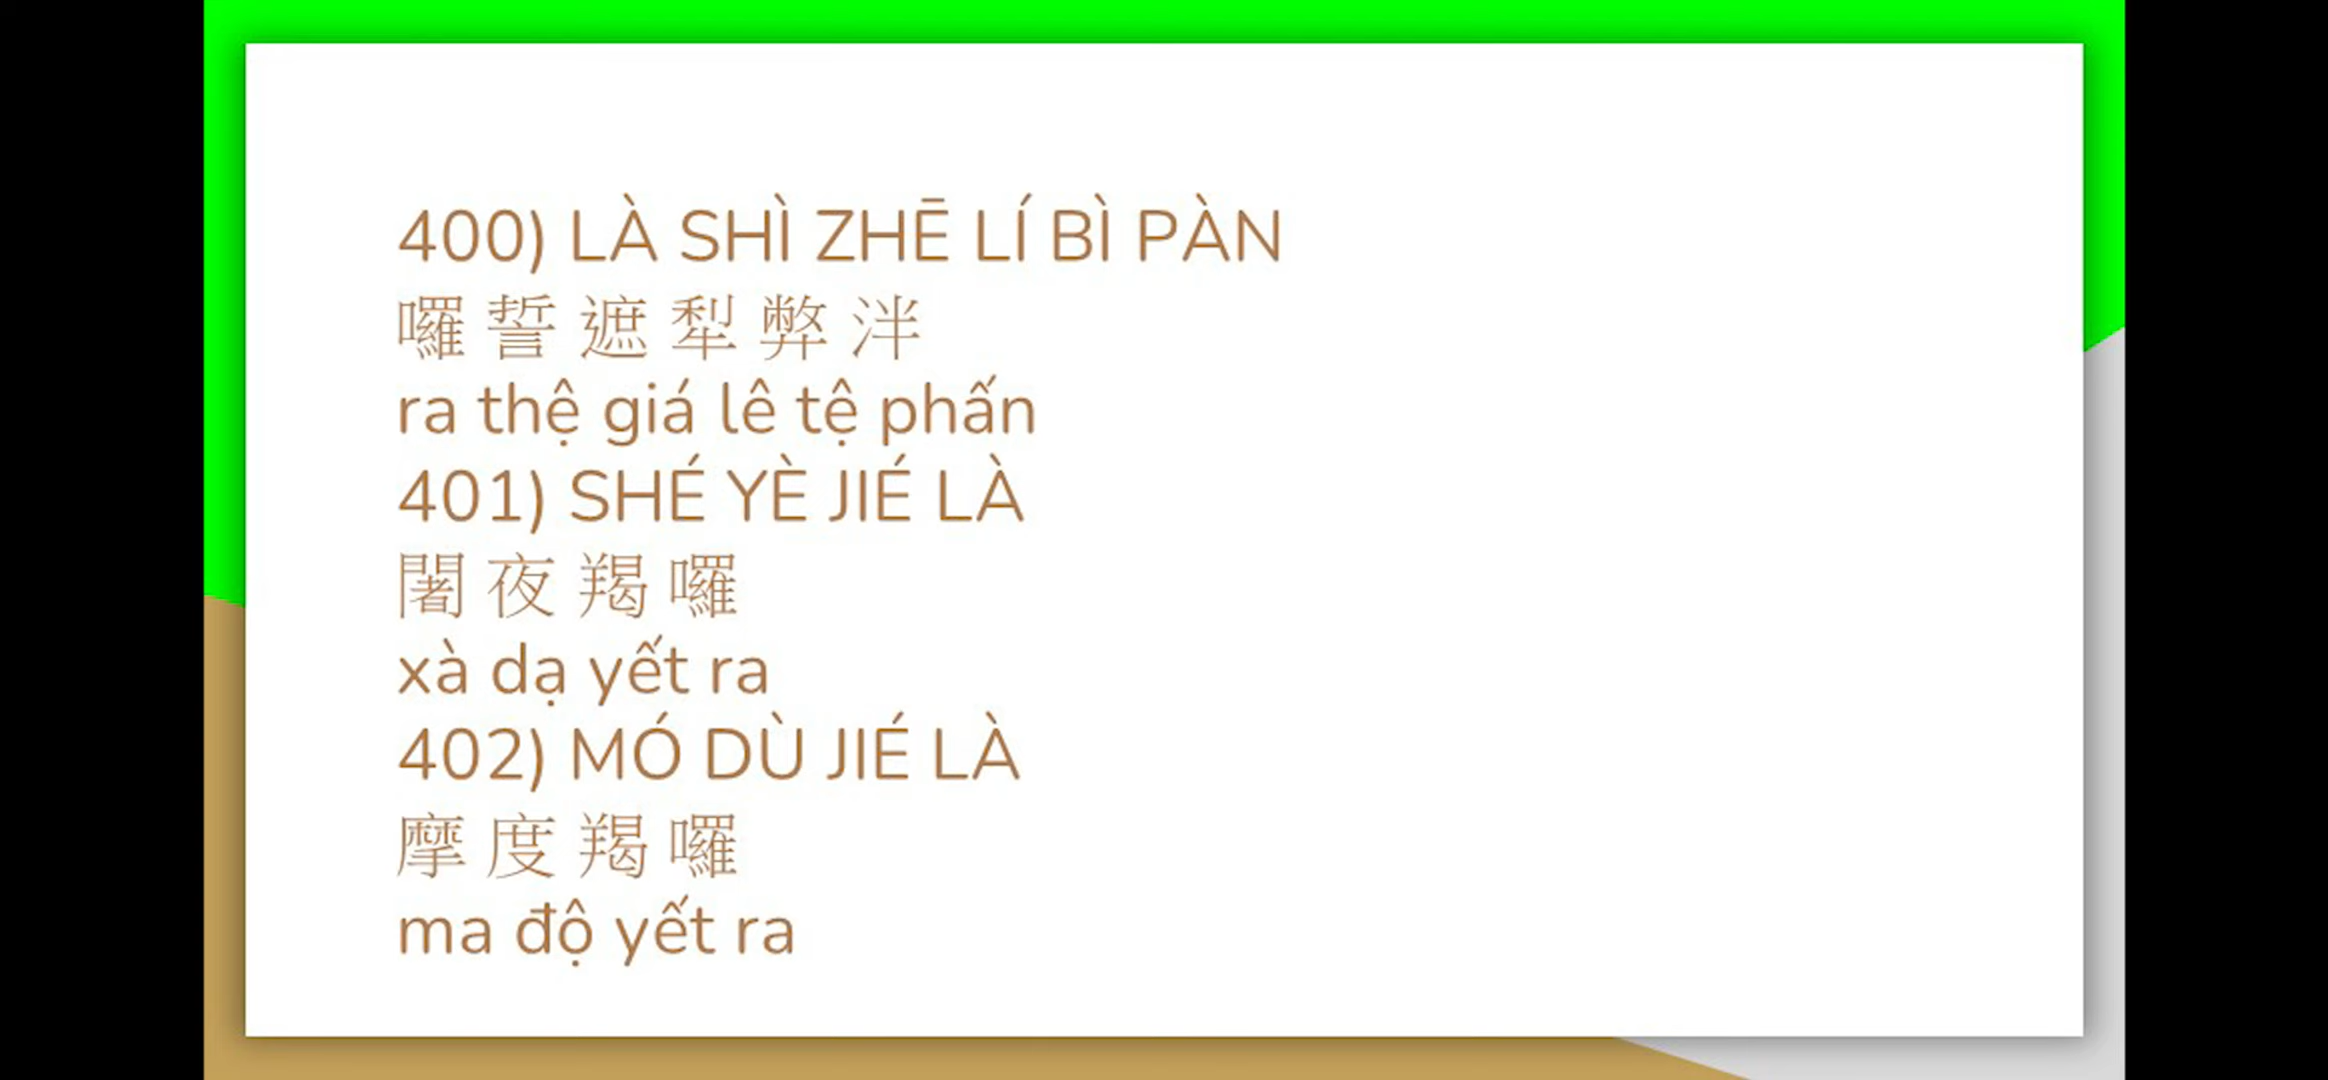 400) LÀ SHÌ ZHĒ LÍ BÌ PÀN
囉 誓 遮 犁 弊 泮
ra thệ giá lê tệ phấn
401) SHÉ YÈ JIÉ LÀ
闍 夜 羯 囉
xà dạ yết ra
402) MÓ DÙ JIÉ LÀ
摩 度 羯 囉
ma độ yết ra